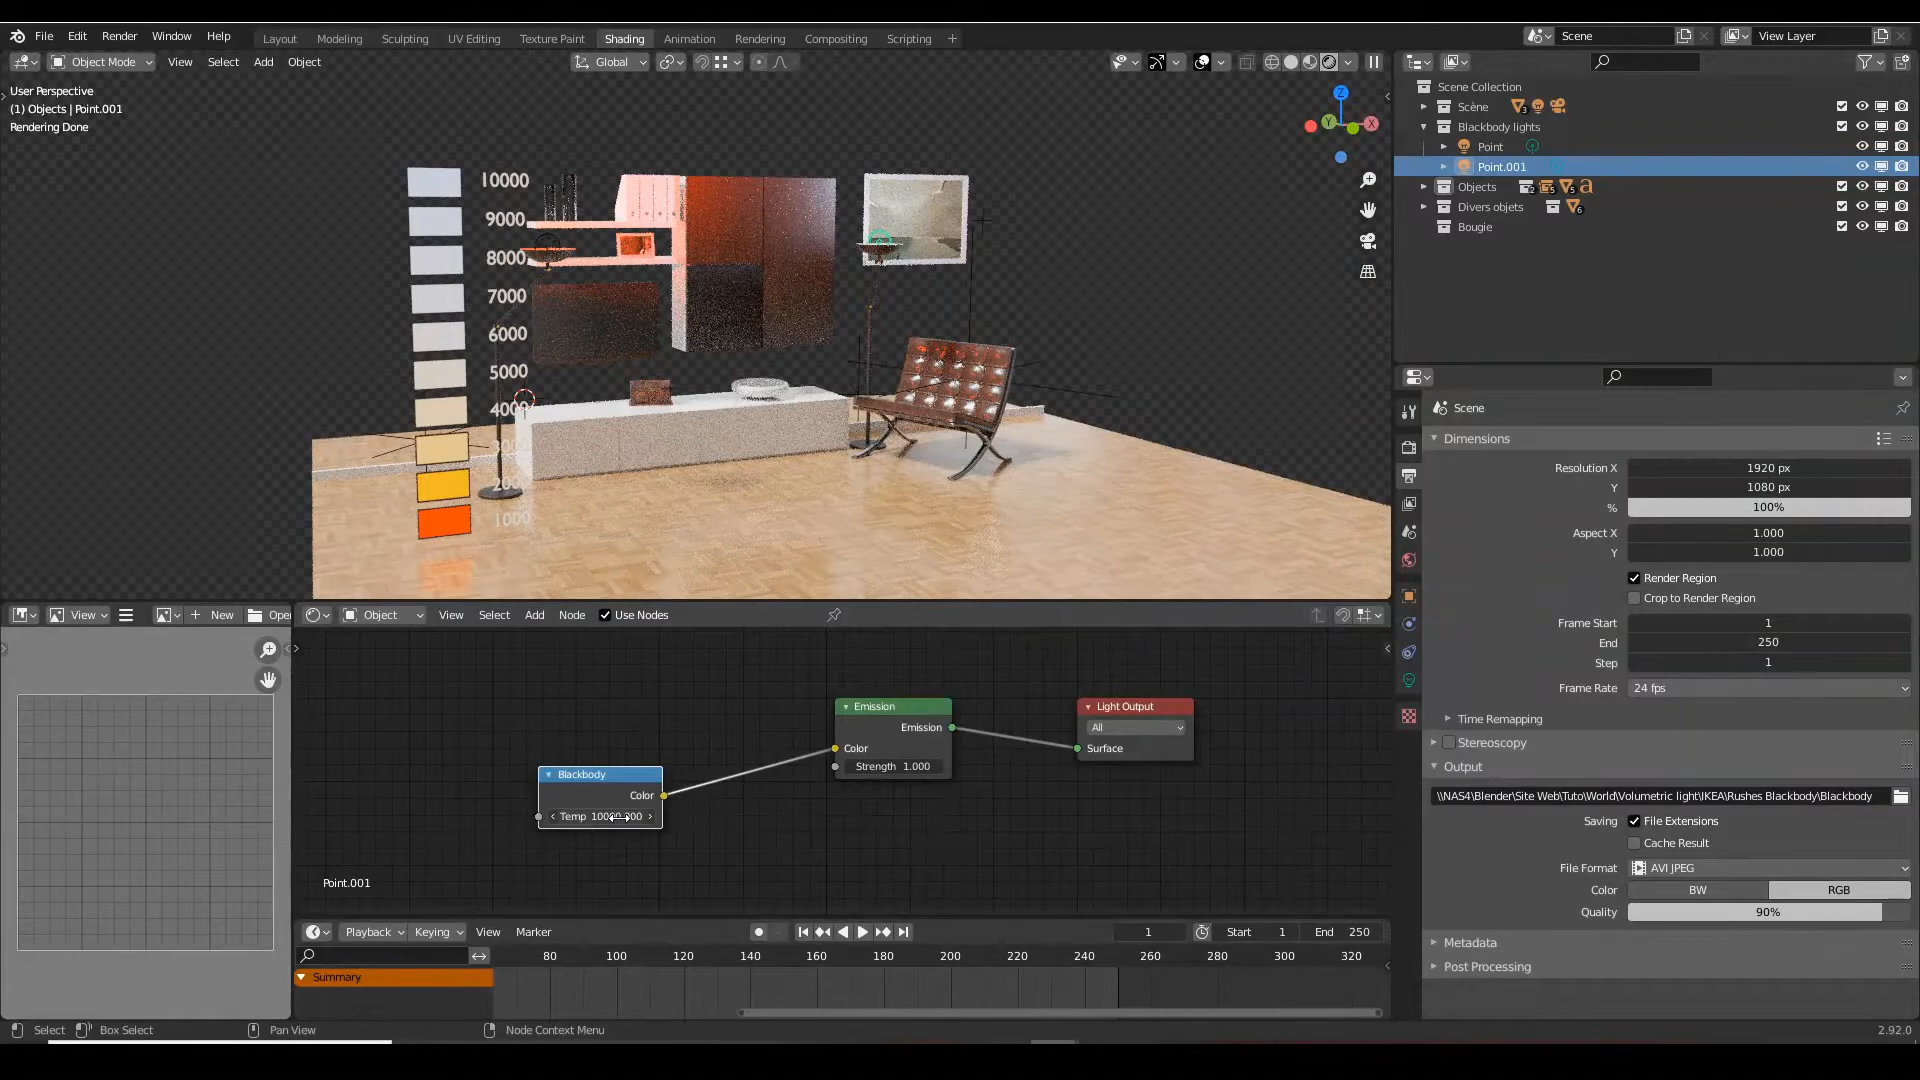 File Edit Render Window Help Layout Modeling Sculpting UV Editing Texture Paint Shading Animation Rendering Compositing Scripting + Scene View Layer
Object Mode View Select Add Object Global
User Perspective
(1) Objects | Point.001
Rendering Done
10000
9000
8000
7000
6000
5000
4000
3000
2000
1000
Z
Y
X
Scene Collection
Scène
Blackbody lights
Point
Point.001
Objects
Divers objets
Bougie
Scene
Dimensions
Resolution X 1920 px
Y 1080 px
% 100%
Aspect X 1.000
Y 1.000
Render Region
Crop to Render Region
Frame Start 1
End 250
Step 1
Frame Rate 24 fps
Time Remapping
Stereoscopy
Output
\\NAS4\Blender\Site Web\Tuto\World\Volumetric light\IKEA\Rushes Blackbody\Blackbody
Saving File Extensions
Cache Result
File Format AVI JPEG
Color BW RGB
Quality 90%
Metadata
Post Processing
View New Open
Object View Select Add Node Use Nodes
Emission
Emission
Color
Strength 1.000
Light Output
All
Surface
Blackbody
Color
Temp 10000.000
Point.001
Playback Keying View Marker 1 Start 1 End 250
80 100 120 140 160 180 200 220 240 260 280 300 320
Summary
Select Box Select Pan View Node Context Menu 2.92.0